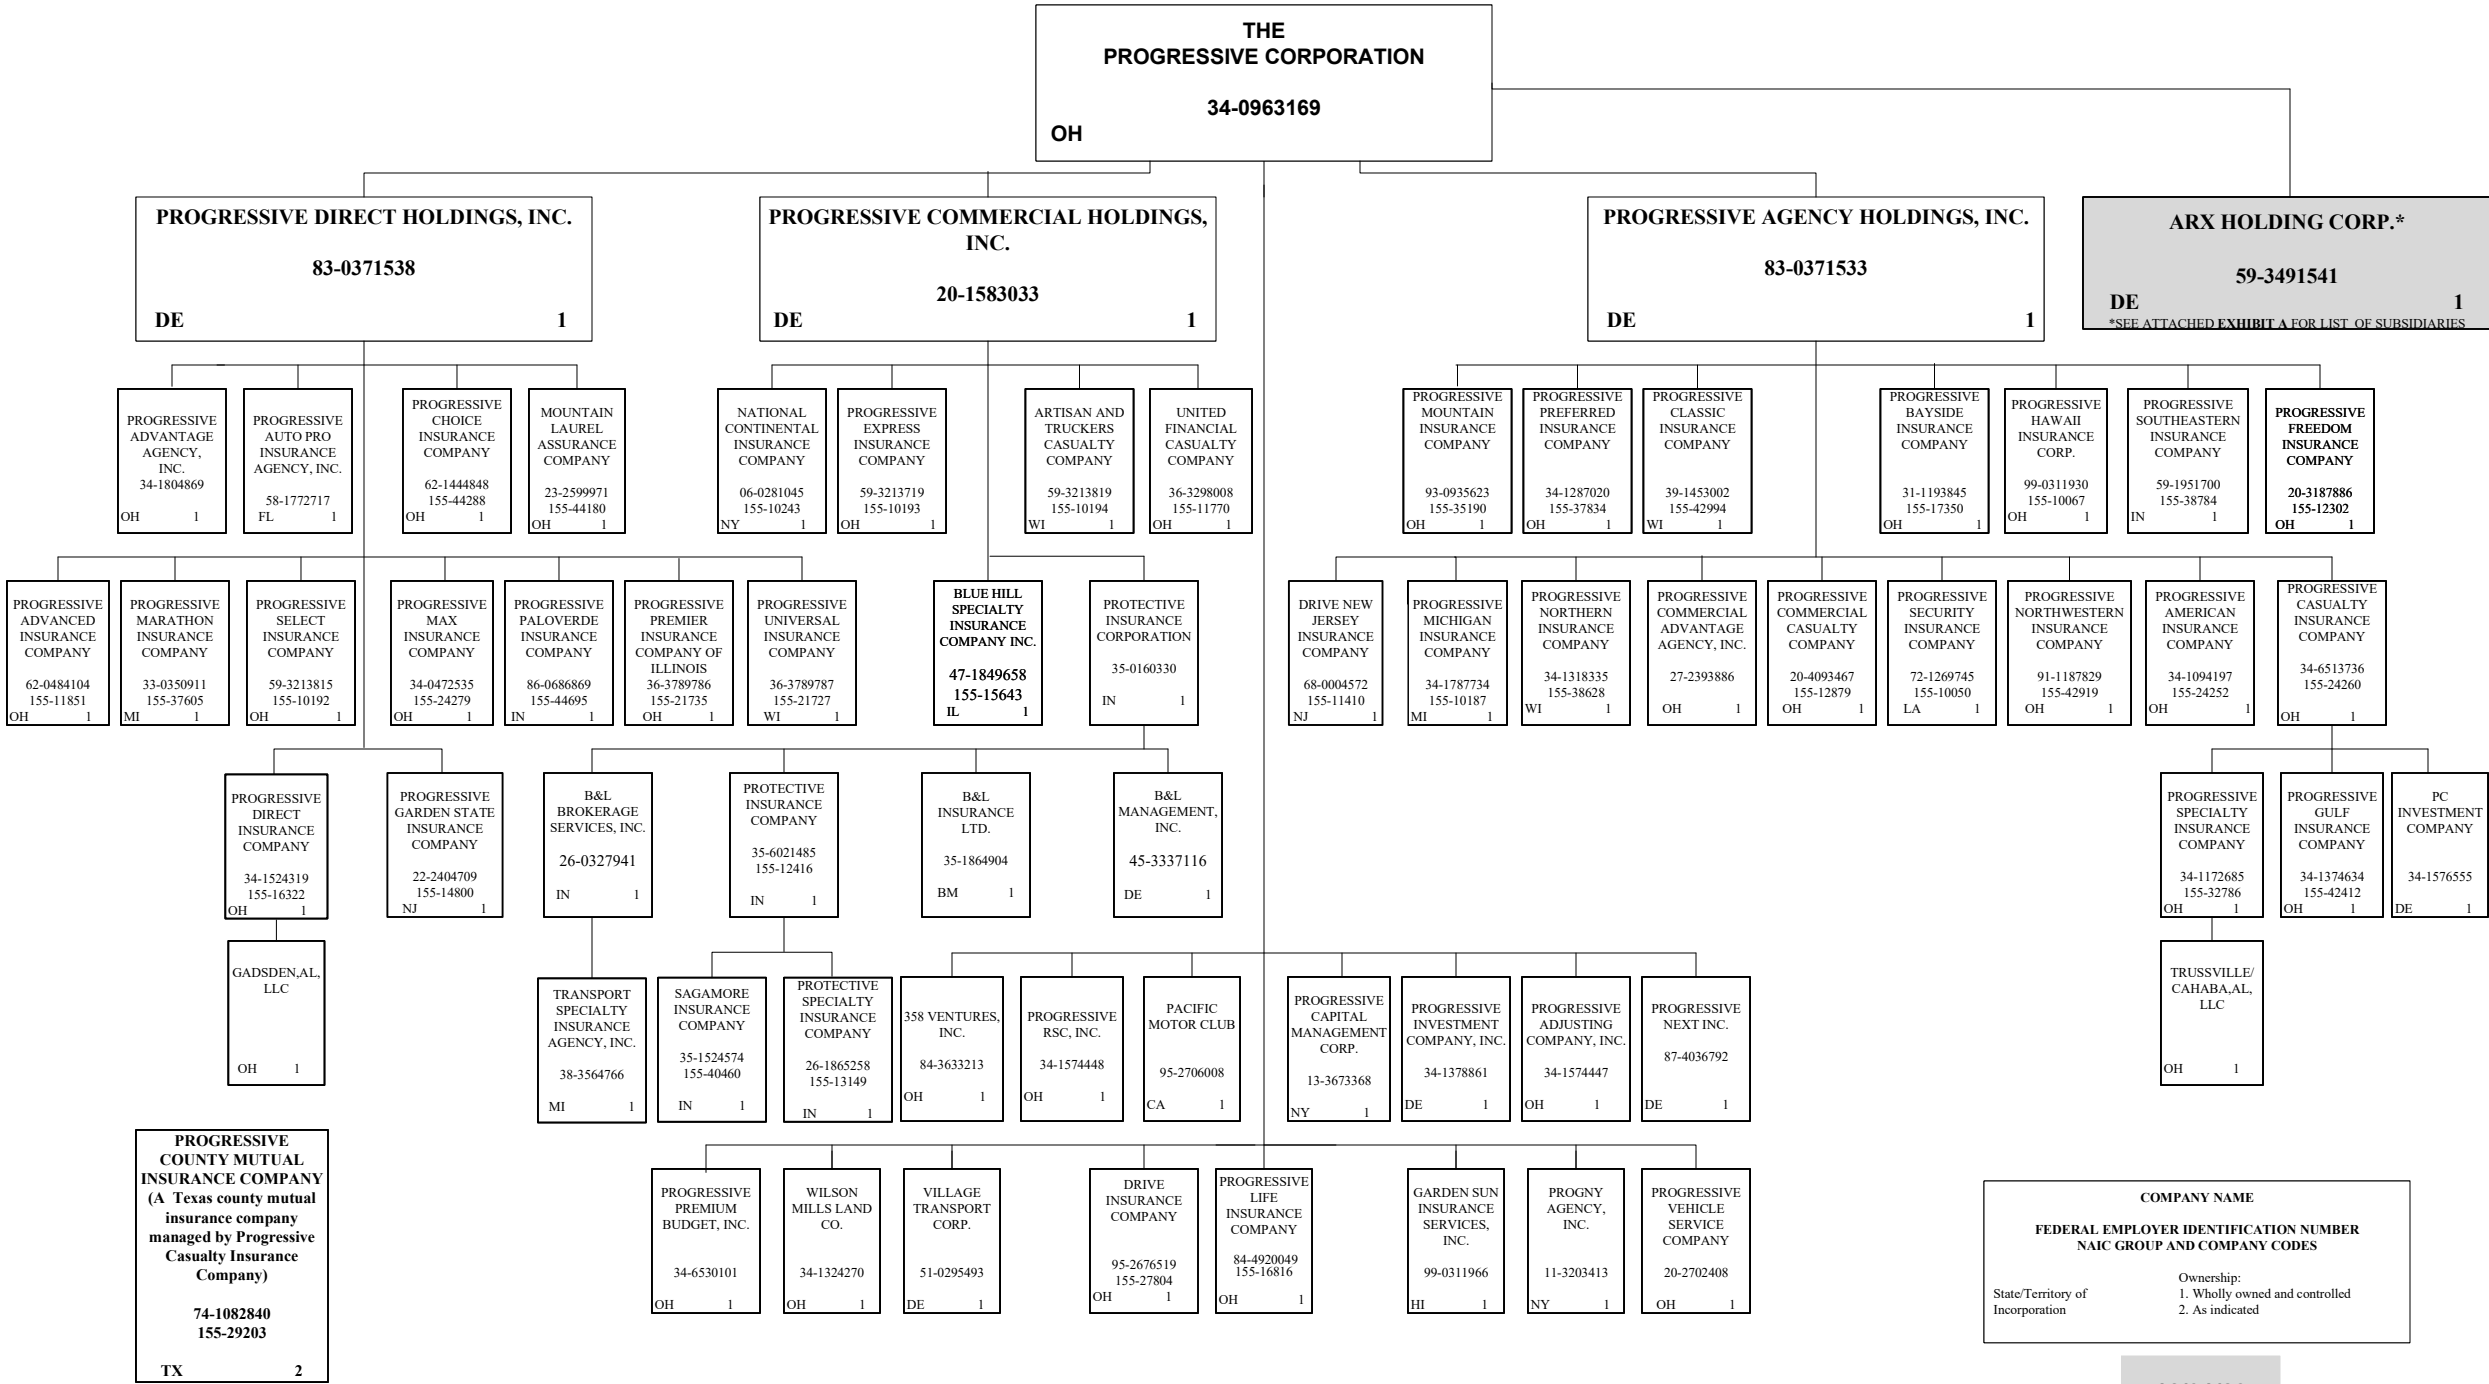 THE
PROGRESSIVE CORPORATION
34-0963169
OH
PROGRESSIVE DIRECT HOLDINGS, INC.
83-0371538
DE 1
PROGRESSIVE COMMERCIAL HOLDINGS,
INC.
20-1583033
DE 1
PROGRESSIVE AGENCY HOLDINGS, INC.
83-0371533
DE 1
ARX HOLDING CORP.*
59-3491541
DE 1
*SEE ATTACHED EXHIBIT A FOR LIST OF SUBSIDIARIES
PROGRESSIVE
ADVANTAGE
AGENCY,
INC.
34-1804869
OH 1
PROGRESSIVE
AUTO PRO
INSURANCE
AGENCY, INC.
58-1772717
FL 1
PROGRESSIVE
CHOICE
INSURANCE
COMPANY
62-1444848
155-44288
OH 1
MOUNTAIN
LAUREL
ASSURANCE
COMPANY
23-2599971
155-44180
OH 1
NATIONAL
CONTINENTAL
INSURANCE
COMPANY
06-0281045
155-10243
NY 1
PROGRESSIVE
EXPRESS
INSURANCE
COMPANY
59-3213719
155-10193
OH 1
ARTISAN AND
TRUCKERS
CASUALTY
COMPANY
59-3213819
155-10194
WI 1
UNITED
FINANCIAL
CASUALTY
COMPANY
36-3298008
155-11770
OH 1
PROGRESSIVE
MOUNTAIN
INSURANCE
COMPANY
93-0935623
155-35190
OH 1
PROGRESSIVE
PREFERRED
INSURANCE
COMPANY
34-1287020
155-37834
OH 1
PROGRESSIVE
CLASSIC
INSURANCE
COMPANY
39-1453002
155-42994
WI 1
PROGRESSIVE
BAYSIDE
INSURANCE
COMPANY
31-1193845
155-17350
OH 1
PROGRESSIVE
HAWAII
INSURANCE
CORP.
99-0311930
155-10067
OH 1
PROGRESSIVE
SOUTHEASTERN
INSURANCE
COMPANY
59-1951700
155-38784
IN 1
PROGRESSIVE
FREEDOM
INSURANCE
COMPANY
20-3187886
155-12302
OH 1
PROGRESSIVE
ADVANCED
INSURANCE
COMPANY
62-0484104
155-11851
OH 1
PROGRESSIVE
MARATHON
INSURANCE
COMPANY
33-0350911
155-37605
MI 1
PROGRESSIVE
SELECT
INSURANCE
COMPANY
59-3213815
155-10192
OH 1
PROGRESSIVE
MAX
INSURANCE
COMPANY
34-0472535
155-24279
OH 1
PROGRESSIVE
PALOVERDE
INSURANCE
COMPANY
86-0686869
155-44695
IN 1
PROGRESSIVE
PREMIER
INSURANCE
COMPANY OF
ILLINOIS
36-3789786
155-21735
OH 1
PROGRESSIVE
UNIVERSAL
INSURANCE
COMPANY
36-3789787
155-21727
WI 1
BLUE HILL
SPECIALTY
INSURANCE
COMPANY INC.
47-1849658
155-15643
IL 1
PROTECTIVE
INSURANCE
CORPORATION
35-0160330
IN 1
DRIVE NEW
JERSEY
INSURANCE
COMPANY
68-0004572
155-11410
NJ 1
PROGRESSIVE
MICHIGAN
INSURANCE
COMPANY
34-1787734
155-10187
MI 1
PROGRESSIVE
NORTHERN
INSURANCE
COMPANY
34-1318335
155-38628
WI 1
PROGRESSIVE
COMMERCIAL
ADVANTAGE
AGENCY, INC.
27-2393886
OH 1
PROGRESSIVE
COMMERCIAL
CASUALTY
COMPANY
20-4093467
155-12879
OH 1
PROGRESSIVE
SECURITY
INSURANCE
COMPANY
72-1269745
155-10050
LA 1
PROGRESSIVE
NORTHWESTERN
INSURANCE
COMPANY
91-1187829
155-42919
OH 1
PROGRESSIVE
AMERICAN
INSURANCE
COMPANY
34-1094197
155-24252
OH 1
PROGRESSIVE
CASUALTY
INSURANCE
COMPANY
34-6513736
155-24260
OH 1
PROGRESSIVE
DIRECT
INSURANCE
COMPANY
34-1524319
155-16322
OH 1
PROGRESSIVE
GARDEN STATE
INSURANCE
COMPANY
22-2404709
155-14800
NJ 1
B&L
BROKERAGE
SERVICES, INC.
26-0327941
IN 1
PROTECTIVE
INSURANCE
COMPANY
35-6021485
155-12416
IN 1
B&L
INSURANCE
LTD.
35-1864904
BM 1
B&L
MANAGEMENT,
INC.
45-3337116
DE 1
PROGRESSIVE
SPECIALTY
INSURANCE
COMPANY
34-1172685
155-32786
OH 1
PROGRESSIVE
GULF
INSURANCE
COMPANY
34-1374634
155-42412
OH 1
PC
INVESTMENT
COMPANY
34-1576555
DE 1
GADSDEN,AL,
LLC
OH 1
TRANSPORT
SPECIALTY
INSURANCE
AGENCY, INC.
38-3564766
MI 1
SAGAMORE
INSURANCE
COMPANY
35-1524574
155-40460
IN 1
PROTECTIVE
SPECIALTY
INSURANCE
COMPANY
26-1865258
155-13149
IN 1
358 VENTURES,
INC.
84-3633213
OH 1
PROGRESSIVE
RSC, INC.
34-1574448
OH 1
PACIFIC
MOTOR CLUB
95-2706008
CA 1
PROGRESSIVE
CAPITAL
MANAGEMENT
CORP.
13-3673368
NY 1
PROGRESSIVE
INVESTMENT
COMPANY, INC.
34-1378861
DE 1
PROGRESSIVE
ADJUSTING
COMPANY, INC.
34-1574447
OH 1
PROGRESSIVE
NEXT INC.
87-4036792
DE 1
TRUSSVILLE/
CAHABA,AL,
LLC
OH 1
PROGRESSIVE
COUNTY MUTUAL
INSURANCE COMPANY
(A Texas county mutual
insurance company
managed by Progressive
Casualty Insurance
Company)
74-1082840
155-29203
TX 2
PROGRESSIVE
PREMIUM
BUDGET, INC.
34-6530101
OH 1
WILSON
MILLS LAND
CO.
34-1324270
OH 1
VILLAGE
TRANSPORT
CORP.
51-0295493
DE 1
DRIVE
INSURANCE
COMPANY
95-2676519
155-27804
OH 1
PROGRESSIVE
LIFE
INSURANCE
COMPANY
84-4920049
155-16816
OH 1
GARDEN SUN
INSURANCE
SERVICES,
INC.
99-0311966
HI 1
PROGNY
AGENCY,
INC.
11-3203413
NY 1
PROGRESSIVE
VEHICLE
SERVICE
COMPANY
20-2702408
OH 1
COMPANY NAME
FEDERAL EMPLOYER IDENTIFICATION NUMBER
NAIC GROUP AND COMPANY CODES
Ownership:
State/Territory of 1. Wholly owned and controlled
Incorporation 2. As indicated